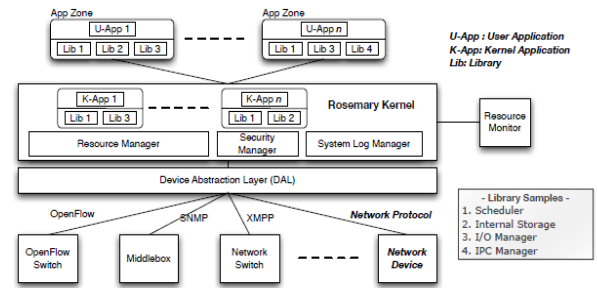 App Zone
App Zone
U-App 1
Lib 1 Lib 2 Lib 3
U-App n
Lib 1 Lib 3 Lib 4
U-App : User Application
K-App: Kernel Application
Lib: Library
K-App 1
Lib 1 Lib 3
K-App n
Lib 1 Lib 2
Rosemary Kernel
Resource Manager
Security
Manager
System Log Manager
Resource
Monitor
Device Abstraction Layer (DAL)
OpenFlow
SNMP
XMPP
Network Protocol
OpenFlow
Switch
Middlebox
Network
Switch
Network
Device
- Library Samples -
1. Scheduler
2. Internal Storage
3. I/O Manager
4. IPC Manager